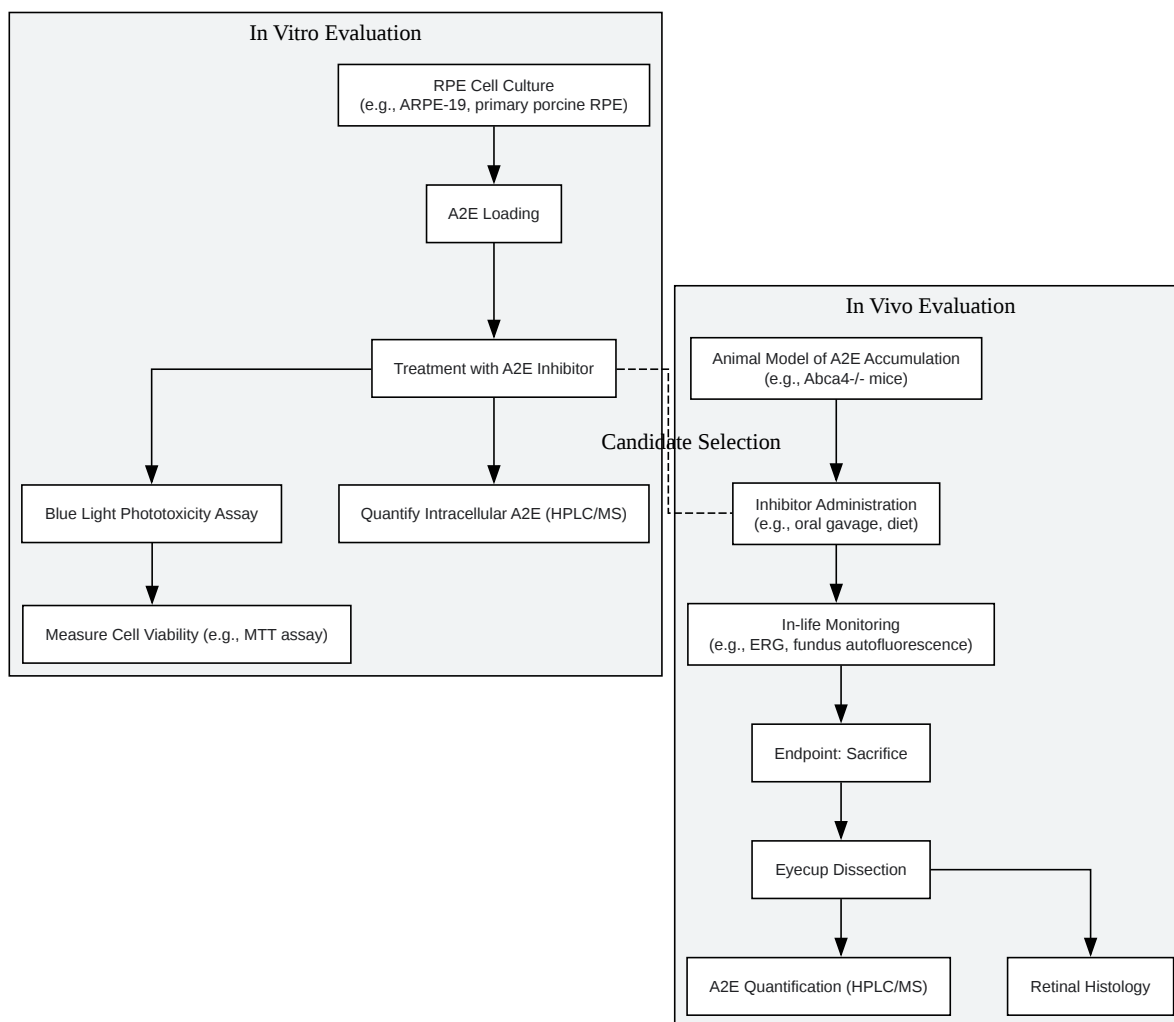 In Vitro Evaluation
RPE Cell Culture
(e.g., ARPE-19, primary porcine RPE)
A2E Loading
Treatment with A2E Inhibitor
Blue Light Phototoxicity Assay
Quantify Intracellular A2E (HPLC/MS)
Measure Cell Viability (e.g., MTT assay)
Candidate Selection
In Vivo Evaluation
Animal Model of A2E Accumulation
(e.g., Abca4-/- mice)
Inhibitor Administration
(e.g., oral gavage, diet)
In-life Monitoring
(e.g., ERG, fundus autofluorescence)
Endpoint: Sacrifice
Eyecup Dissection
A2E Quantification (HPLC/MS)
Retinal Histology